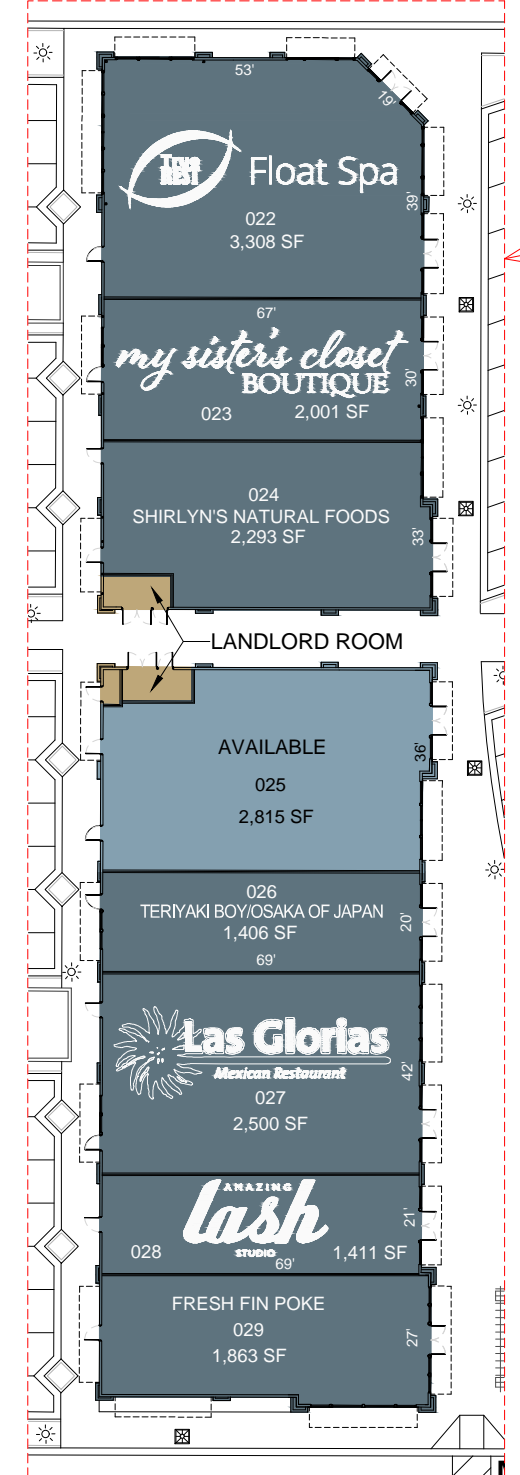 53'
19'
True
REST
Float Spa
022
3,308 SF
39'
67'
my sister's closet
BOUTIQUE
30'
023 2,001 SF
024
SHIRLYN'S NATURAL FOODS
2,293 SF
33'
LANDLORD ROOM
AVAILABLE
36'
025
2,815 SF
026
TERIYAKI BOY/OSAKA OF JAPAN
1,406 SF
20'
69'
Las Glorias
Mexican Restaurant
027
2,500 SF
42'
AMAZING
lash
STUDIO
028 69' 1,411 SF
21'
FRESH FIN POKE
029
1,863 SF
27'